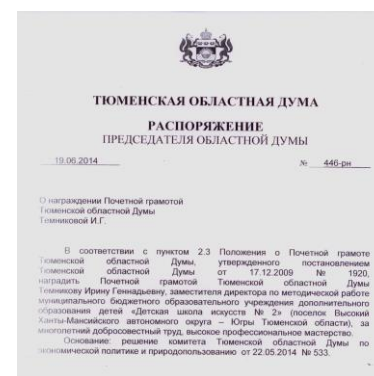 ТЮМЕНСКАЯ ОБЛАСТНАЯ ДУМА
РАСПОРЯЖЕНИЕ
ПРЕДСЕДАТЕЛЯ ОБЛАСТНОЙ ДУМЫ
19.06.2014 № 446-рн
О награждении Почетной грамотой
Тюменской областной Думы
Темниковой И.Г.
В соответствии с пунктом 2.3 Положения о Почетной грамоте
Тюменской областной Думы, утвержденного постановлением
Тюменской областной Думы от 17.12.2009 № 1920,
наградить Почетной грамотой Тюменской областной Думы
Темникову Ирину Геннадьевну, заместителя директора по методической работе
муниципального бюджетного образовательного учреждения дополнительного
образования детей «Детская школа искусств № 2» (поселок Высокий
Ханты-Мансийского автономного округа – Югры Тюменской области), за
многолетний добросовестный труд, высокое профессиональное мастерство.
Основание: решение комитета Тюменской областной Думы по
экономической политике и природопользованию от 22.05.2014 № 533.